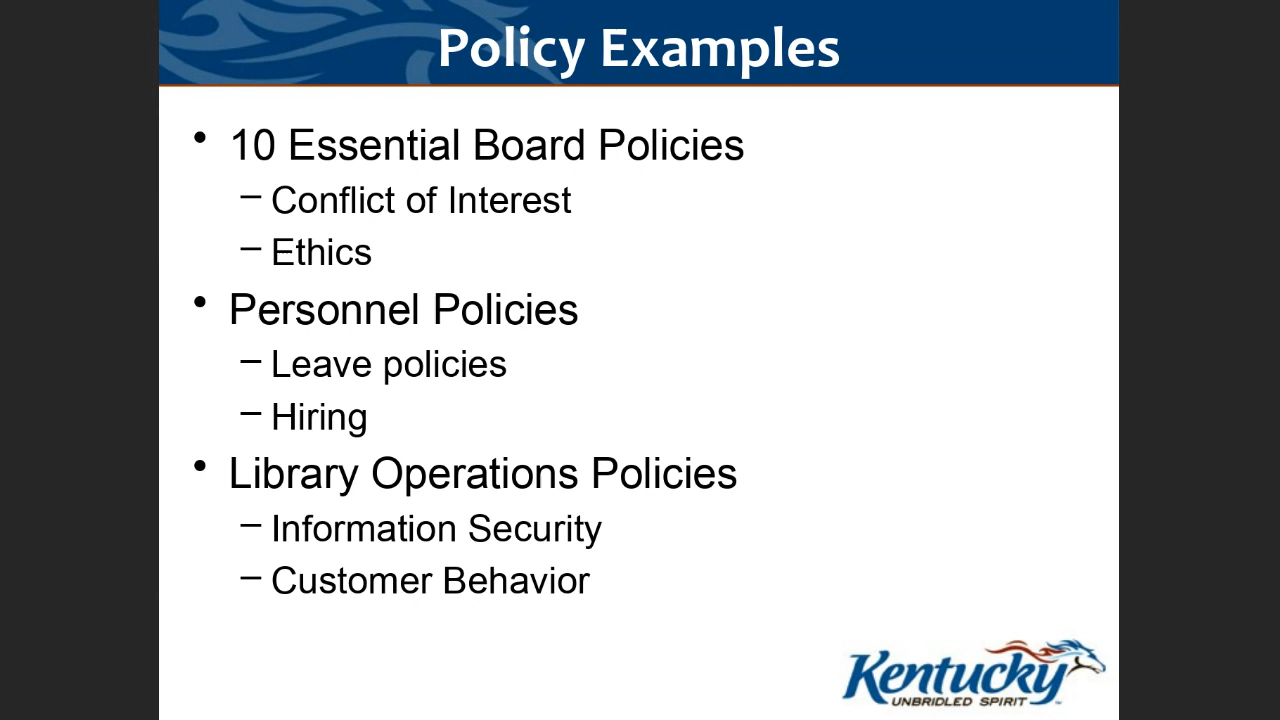 Policy Examples
• 10 Essential Board Policies
– Conflict of Interest
– Ethics
• Personnel Policies
– Leave policies
– Hiring
• Library Operations Policies
– Information Security
– Customer Behavior
Kentucky
UNBRIDLED SPIRIT™